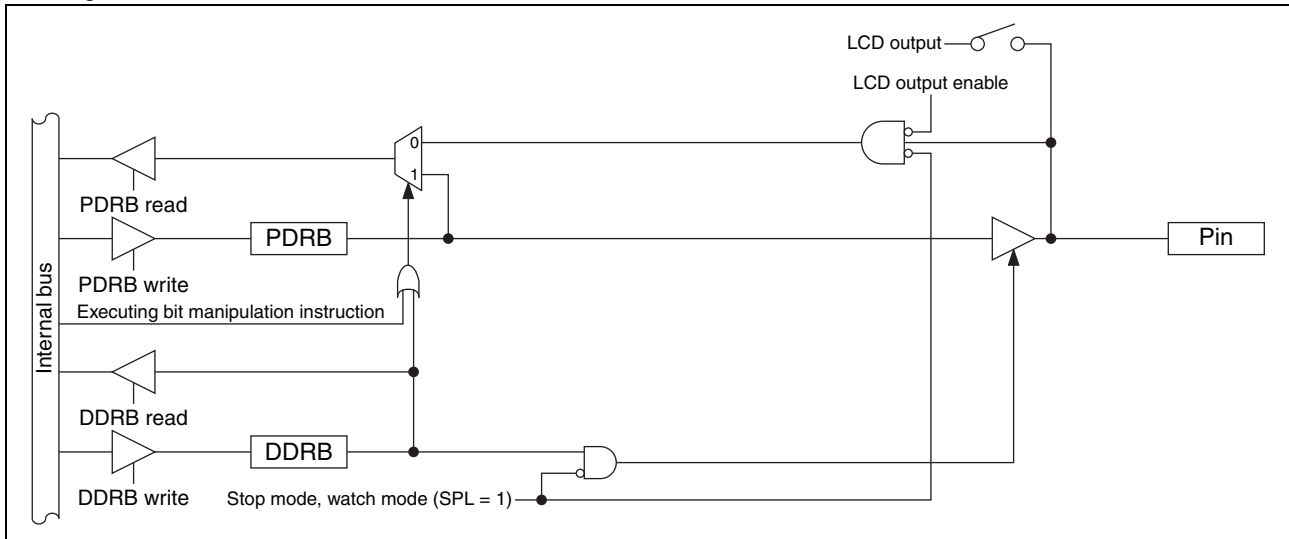 LCD output
LCD output enable
0
1
PDRB read
PDRB
Pin
PDRB write
Executing bit manipulation instruction
Internal bus
DDRB read
DDRB
DDRB write
Stop mode, watch mode (SPL = 1)